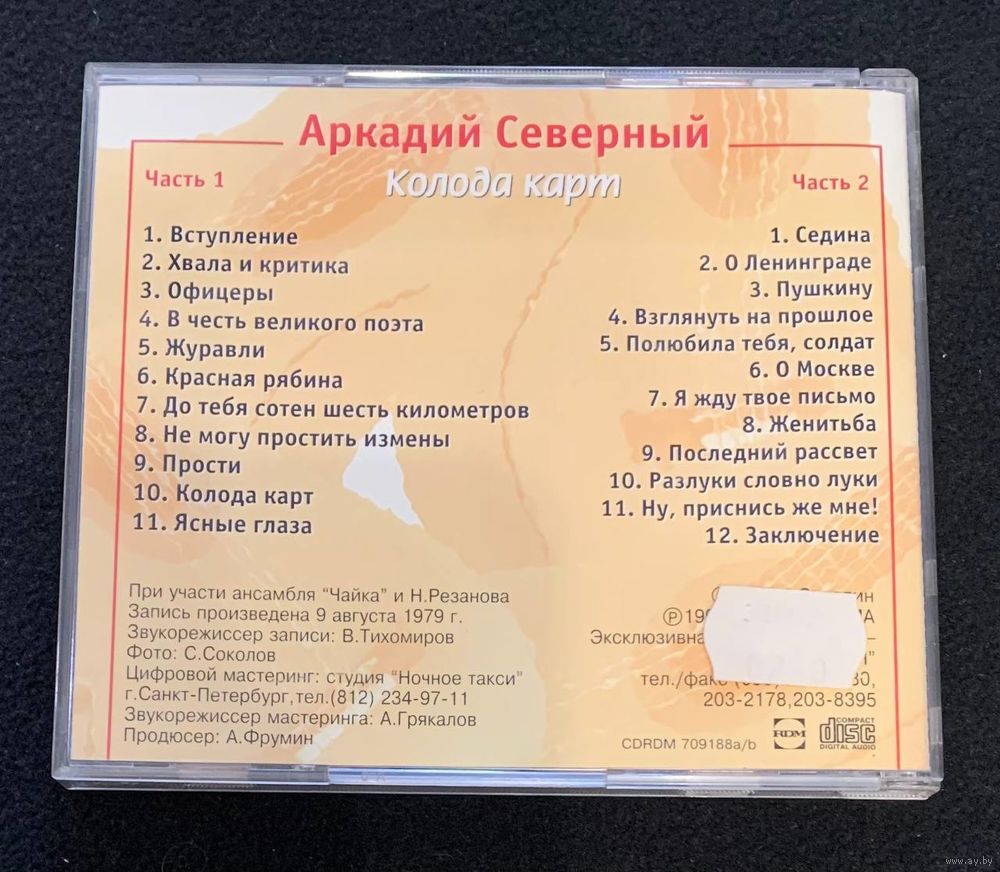 Аркадий Северный
Колода карт
Часть 1
1. Вступление
2. Хвала и критика
3. Офицеры
4. В честь великого поэта
5. Журавли
6. Красная рябина
7. До тебя сотен шесть километров
8. Не могу простить измены
9. Прости
10. Колода карт
11. Ясные глаза
Часть 2
1. Седина
2. О Ленинграде
3. Пушкину
4. Взглянуть на прошлое
5. Полюбила тебя, солдат
6. О Москве
7. Я жду твое письмо
8. Женитьба
9. Последний рассвет
10. Разлуки словно луки
11. Ну, приснись же мне!
12. Заключение
При участи ансамбля "Чайка" и Н.Резанова
Запись произведена 9 августа 1979 г.
Звукорежиссер записи: В.Тихомиров
Фото: С.Соколов
Цифровой мастеринг: студия "Ночное такси"
г.Санкт-Петербург,тел.(812) 234-97-11
Звукорежиссер мастеринга: А.Грякалов
Продюсер: А.Фрумин
℗
тел./факс
203-2178,203-8395
CDRDM 709188a/b
RDM
COMPACT
disc
DIGITAL AUDIO
www.ay.by